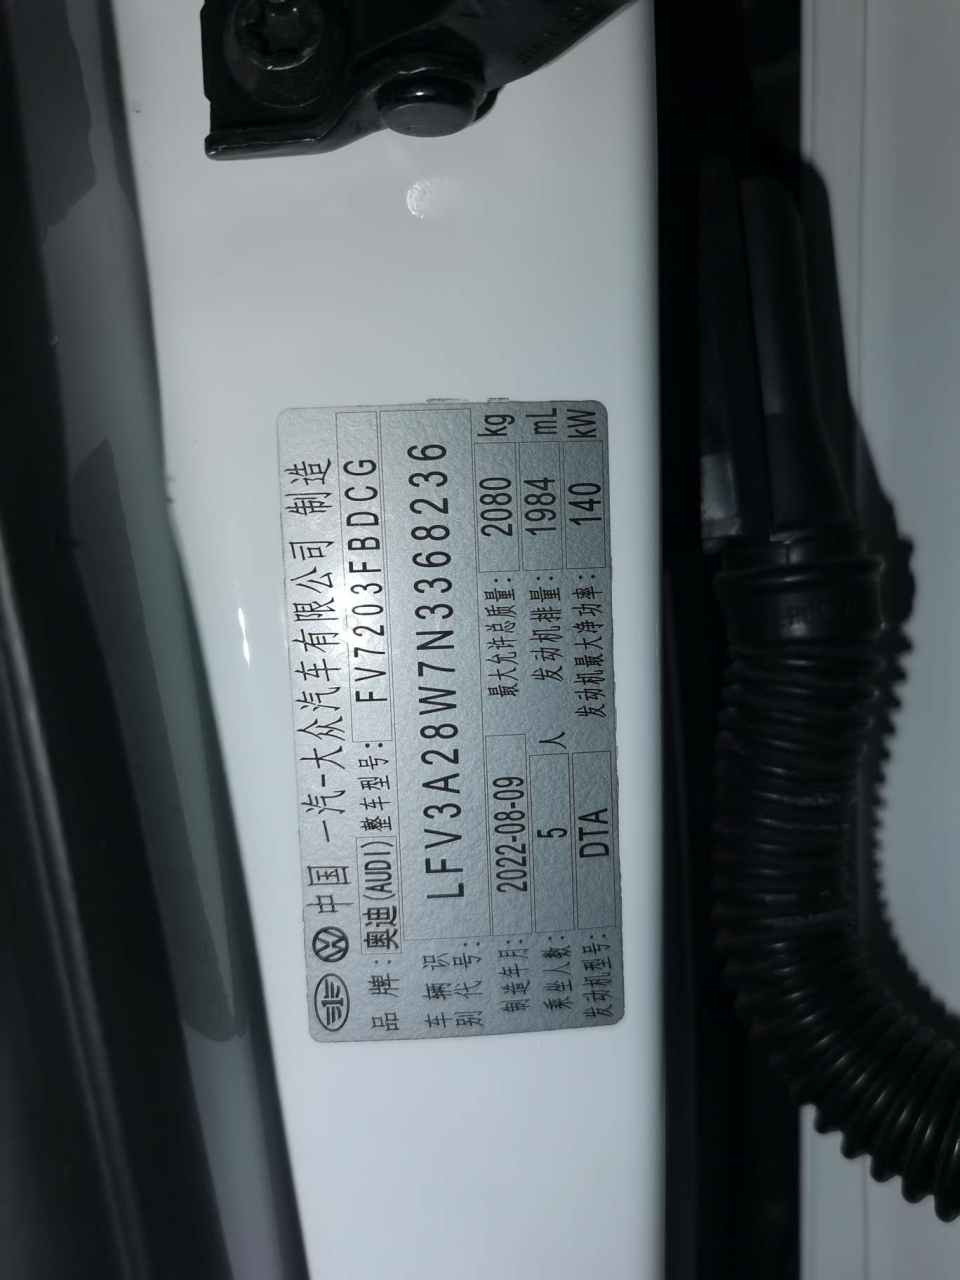 中国 一汽-大众汽车有限公司 制造
品牌: 奥迪(AUDI) 整车型号: FV7203FBDCG
车辆识别代号: LFV3A28W7N3368236
制造年月: 2022-08-09 最大允许总质量: 2080 kg
乘坐人数: 5 人 发动机排量: 1984 mL
发动机型号: DTA 发动机最大净功率: 140 kW